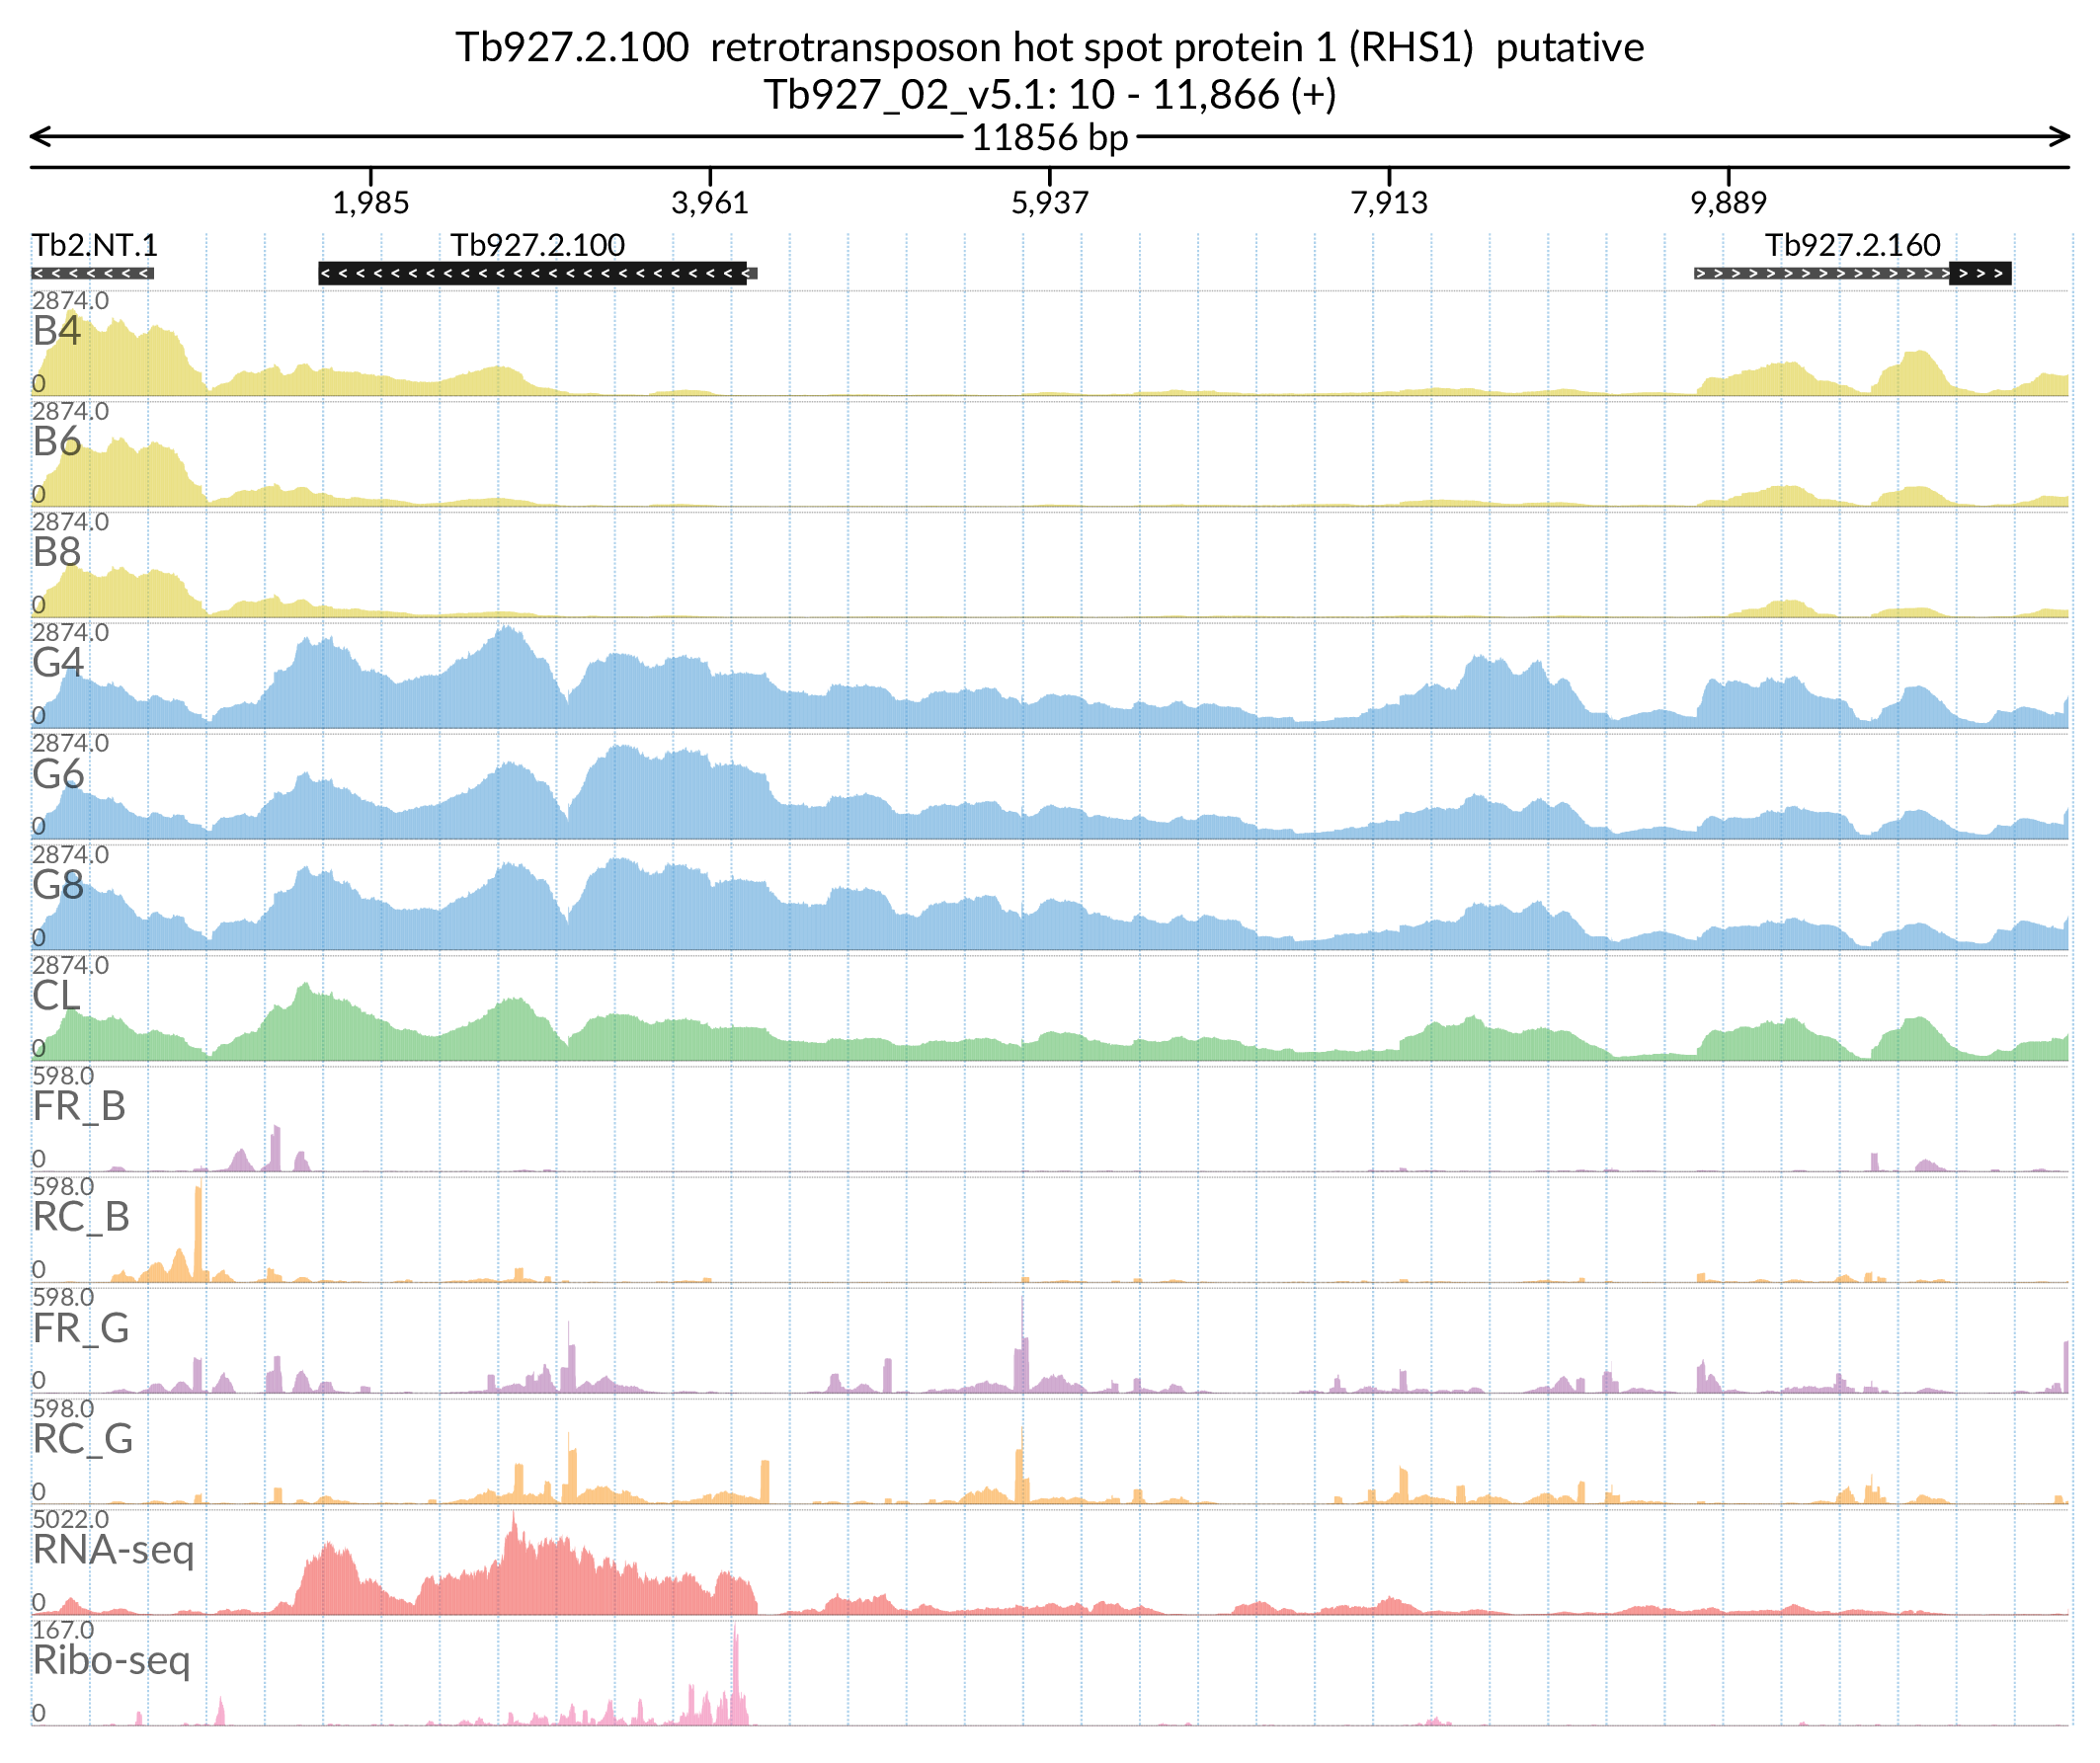 Tb927.2.100  retrotransposon hot spot protein 1 (RHS1)  putative
Tb927_02_v5.1: 10 - 11,866 (+)
11856 bp
1,985 3,961 5,937 7,913 9,889
Tb2.NT.1 Tb927.2.100 Tb927.2.160
2874.0
B4
0
2874.0
B6
0
2874.0
B8
0
2874.0
G4
0
2874.0
G6
0
2874.0
G8
0
2874.0
CL
0
598.0
FR_B
0
598.0
RC_B
0
598.0
FR_G
0
598.0
RC_G
0
5022.0
RNA-seq
0
167.0
Ribo-seq
0